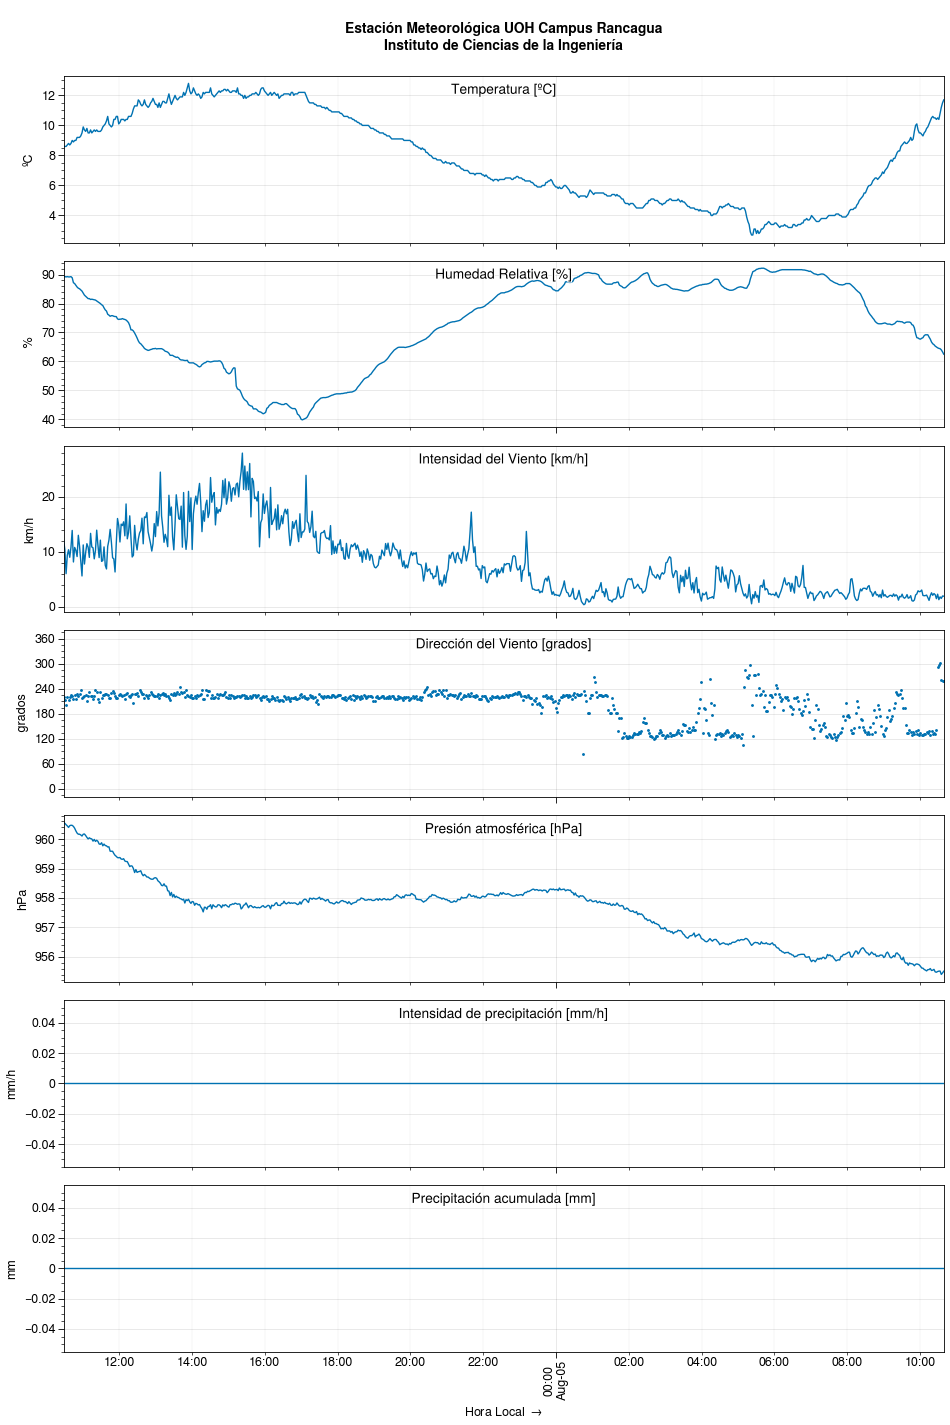 Estación Meteorológica UOH Campus Rancagua
Instituto de Ciencias de la Ingeniería
Temperatura [ºC]
12
10
8
6
4
ºC
Humedad Relativa [%]
90
80
70
60
50
40
%
Intensidad del Viento [km/h]
20
10
0
km/h
Dirección del Viento [grados]
360
300
240
180
120
60
0
grados
Presión atmosférica [hPa]
960
959
958
957
956
hPa
Intensidad de precipitación [mm/h]
0.04
0.02
0
−0.02
−0.04
mm/h
Precipitación acumulada [mm]
0.04
0.02
0
−0.02
−0.04
mm
12:00 14:00 16:00 18:00 20:00 22:00 00:00 02:00 04:00 06:00 08:00 10:00
Aug-05
Hora Local →